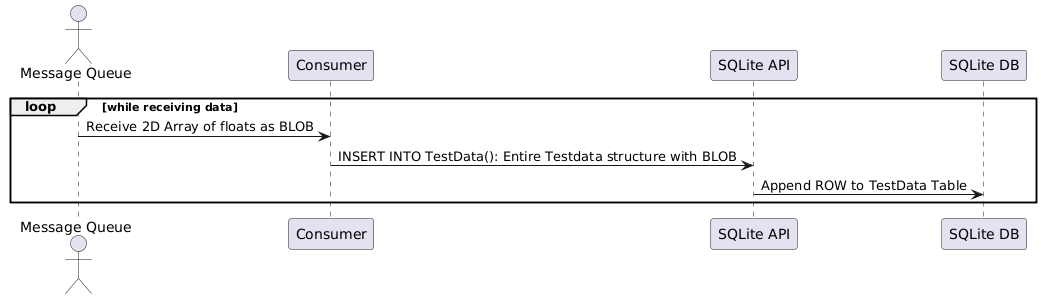 Message Queue
Consumer
SQLite API
SQLite DB
loop [while receiving data]
Receive 2D Array of floats as BLOB
INSERT INTO TestData(): Entire Testdata structure with BLOB
Append ROW to TestData Table
Message Queue
Consumer
SQLite API
SQLite DB